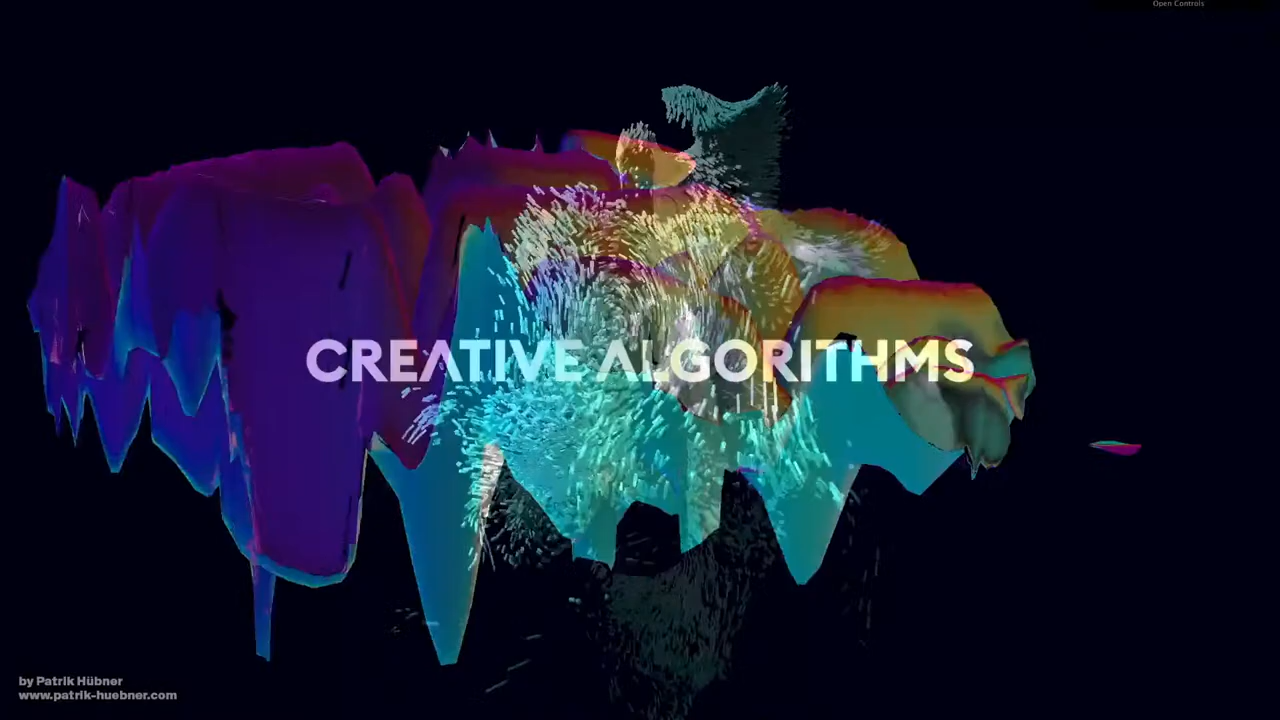 Open Controls
CREATIVE ALGORITHMS
by Patrik Hübner
www.patrik-huebner.com